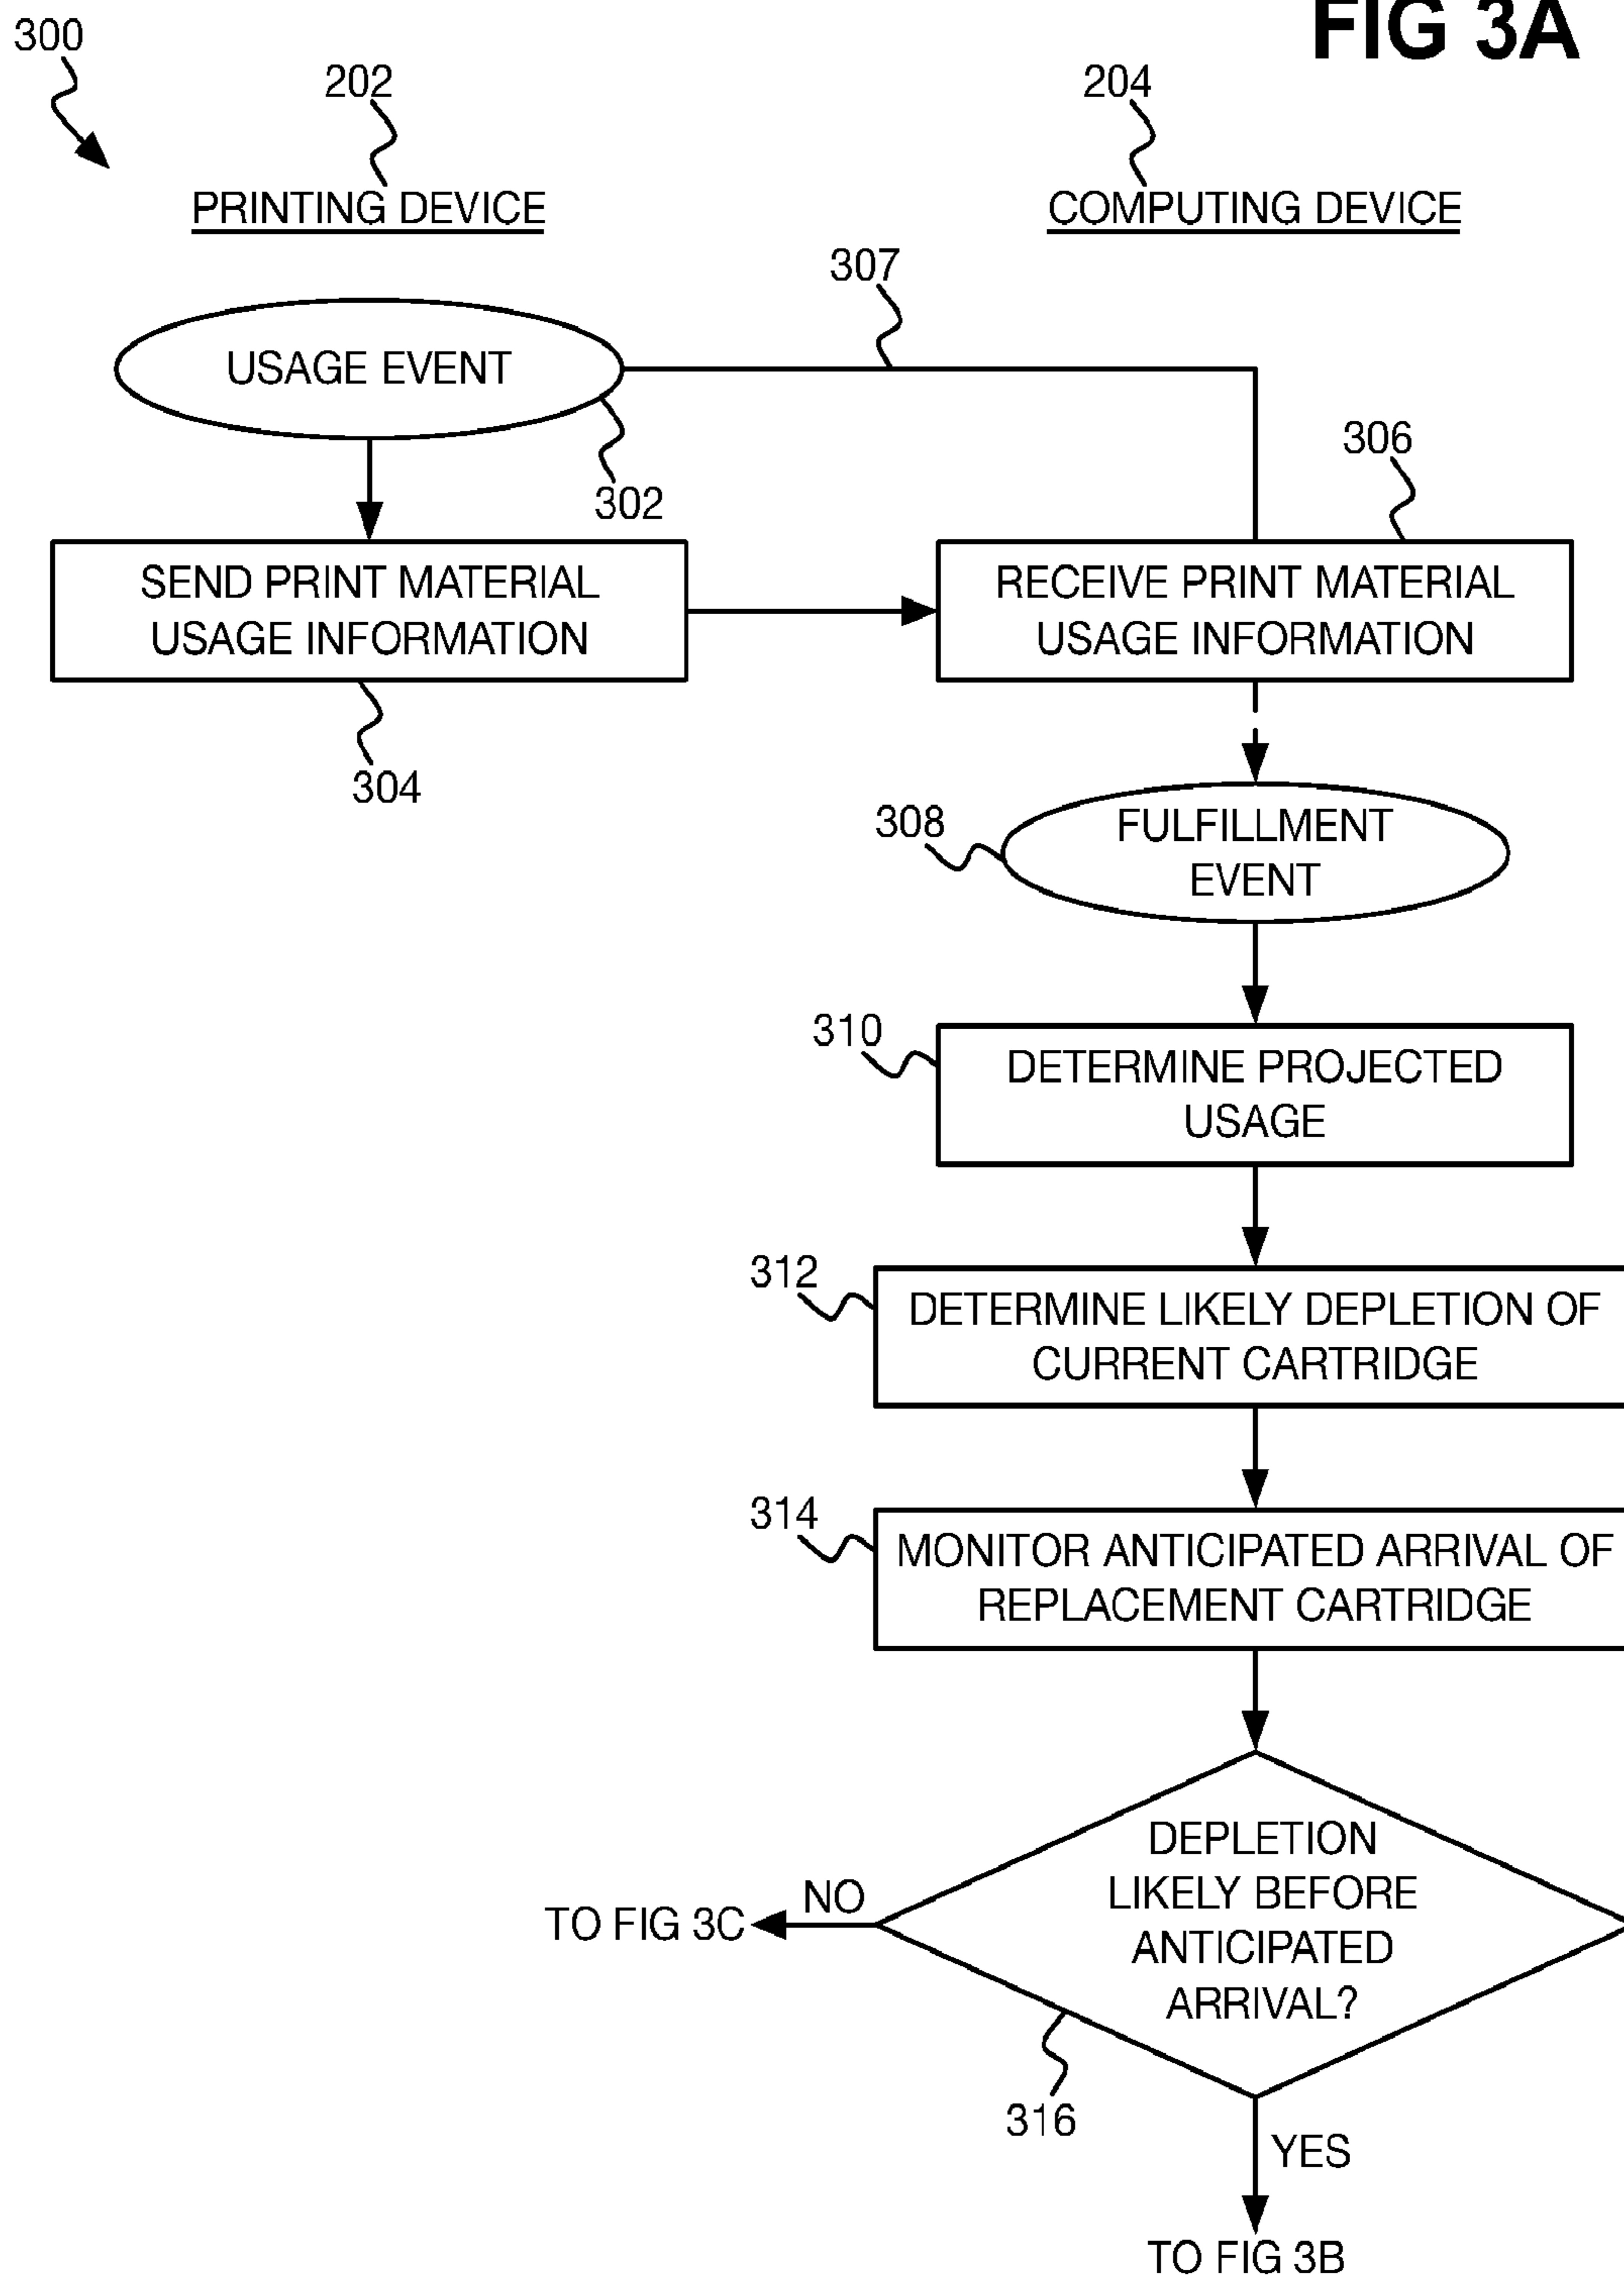 FIG 3A
300
202
204
PRINTING DEVICE
COMPUTING DEVICE
307
USAGE EVENT
302
306
SEND PRINT MATERIAL
USAGE INFORMATION
RECEIVE PRINT MATERIAL
USAGE INFORMATION
304
308
FULFILLMENT
EVENT
310
DETERMINE PROJECTED
USAGE
312
DETERMINE LIKELY DEPLETION OF
CURRENT CARTRIDGE
314
MONITOR ANTICIPATED ARRIVAL OF
REPLACEMENT CARTRIDGE
DEPLETION
LIKELY BEFORE
ANTICIPATED
ARRIVAL?
NO
TO FIG 3C
316
YES
TO FIG 3B